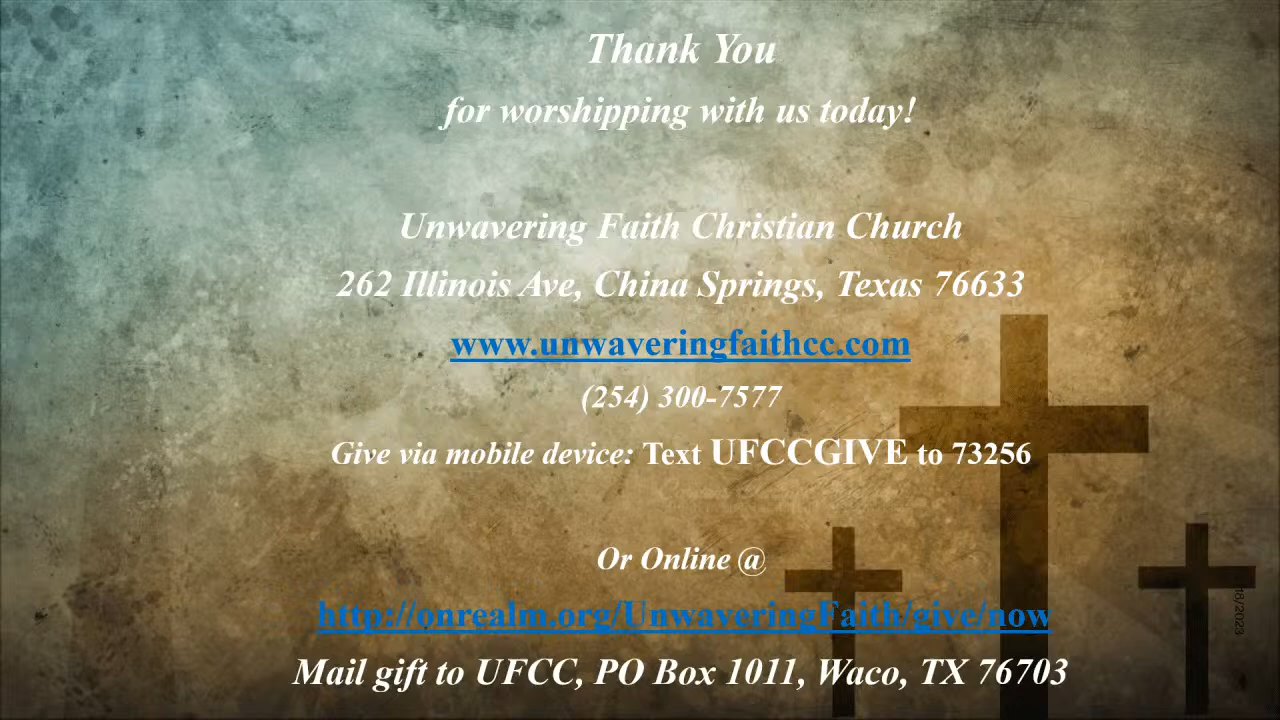 Thank You
for worshipping with us today!
Unwavering Faith Christian Church
262 Illinois Ave, China Springs, Texas 76633
www.unwaveringfaithcc.com
(254) 300-7577
Give via mobile device: Text UFCCGIVE to 73256
Or Online @
http://onrealm.org/UnwaveringFaith/give/now
Mail gift to UFCC, PO Box 1011, Waco, TX 76703
18/2023